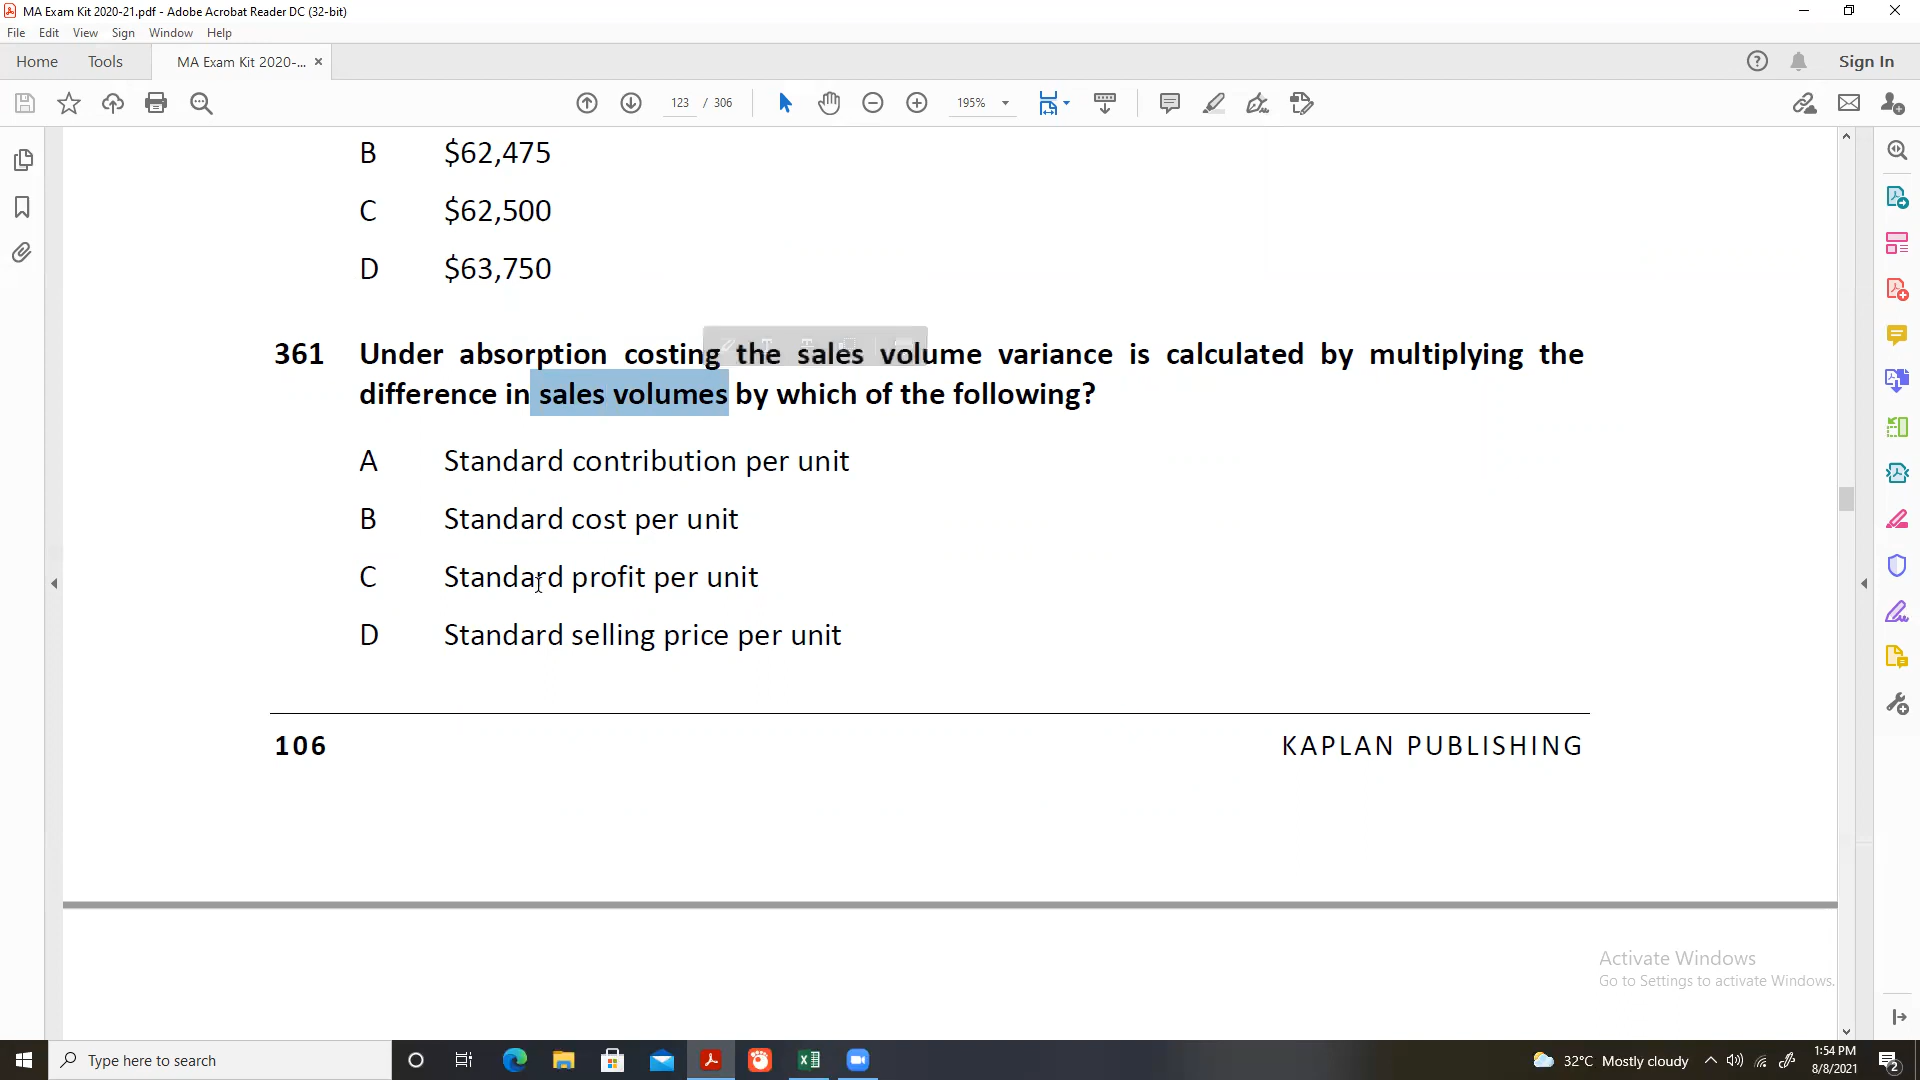 MA Exam Kit 2020-21.pdf - Adobe Acrobat Reader DC (32-bit)
File Edit View Sign Window Help
Home Tools MA Exam Kit 2020-... × Sign In
123 / 306 195%
B $62,475
C $62,500
D $63,750
361 Under absorption costing the sales volume variance is calculated by multiplying the
difference in sales volumes by which of the following?
A Standard contribution per unit
B Standard cost per unit
C Standard profit per unit
D Standard selling price per unit
106 KAPLAN PUBLISHING
Activate Windows
Go to Settings to activate Windows.
Type here to search 32°C Mostly cloudy 1:54 PM
8/8/2021 2